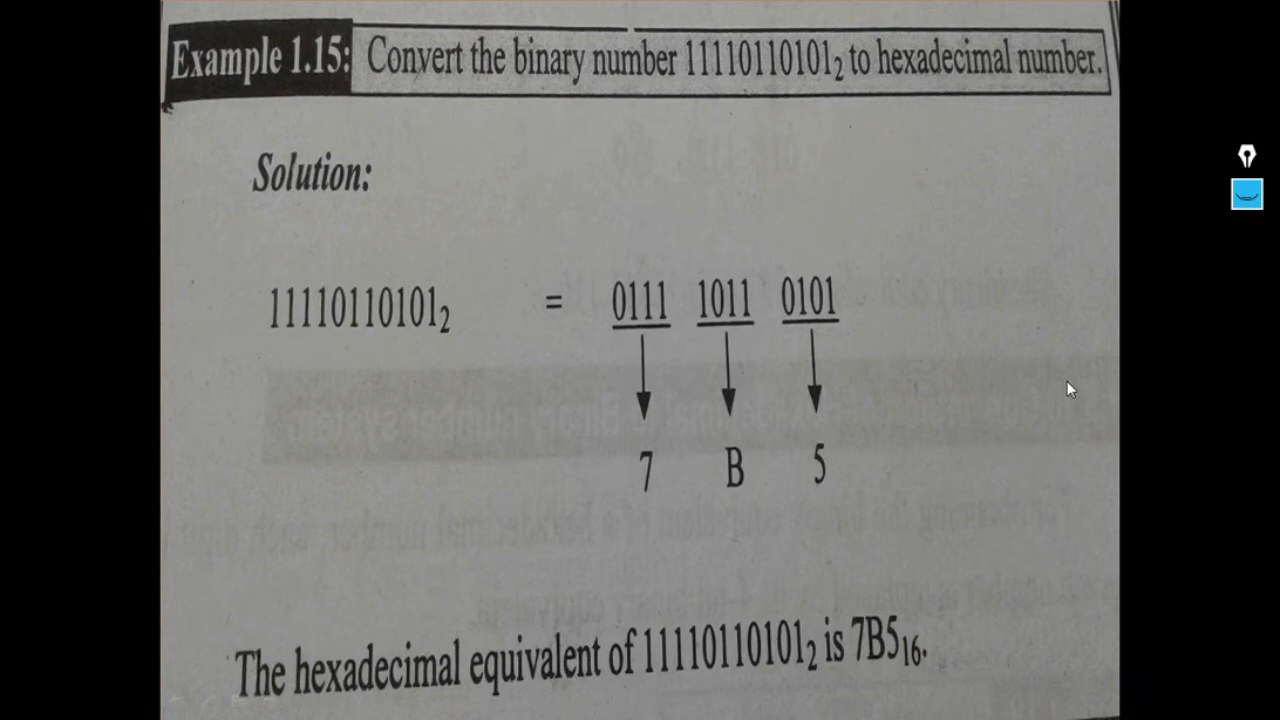 Example 1.15: Convert the binary number 11110110101₂ to hexadecimal number.
Solution:
11110110101₂ = 0111 1011 0101
7 B 5
The hexadecimal equivalent of 11110110101₂ is 7B5₁₆.